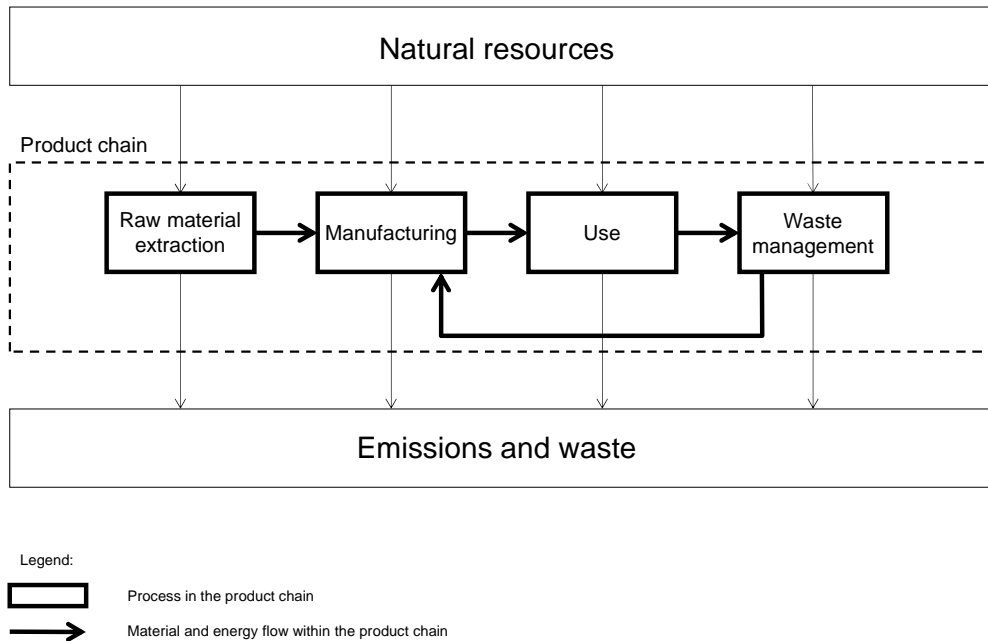 Natural resources
Product chain
Raw material
extraction
Manufacturing
Use
Waste
management
Emissions and waste
Legend:
Process in the product chain
Material and energy flow within the product chain